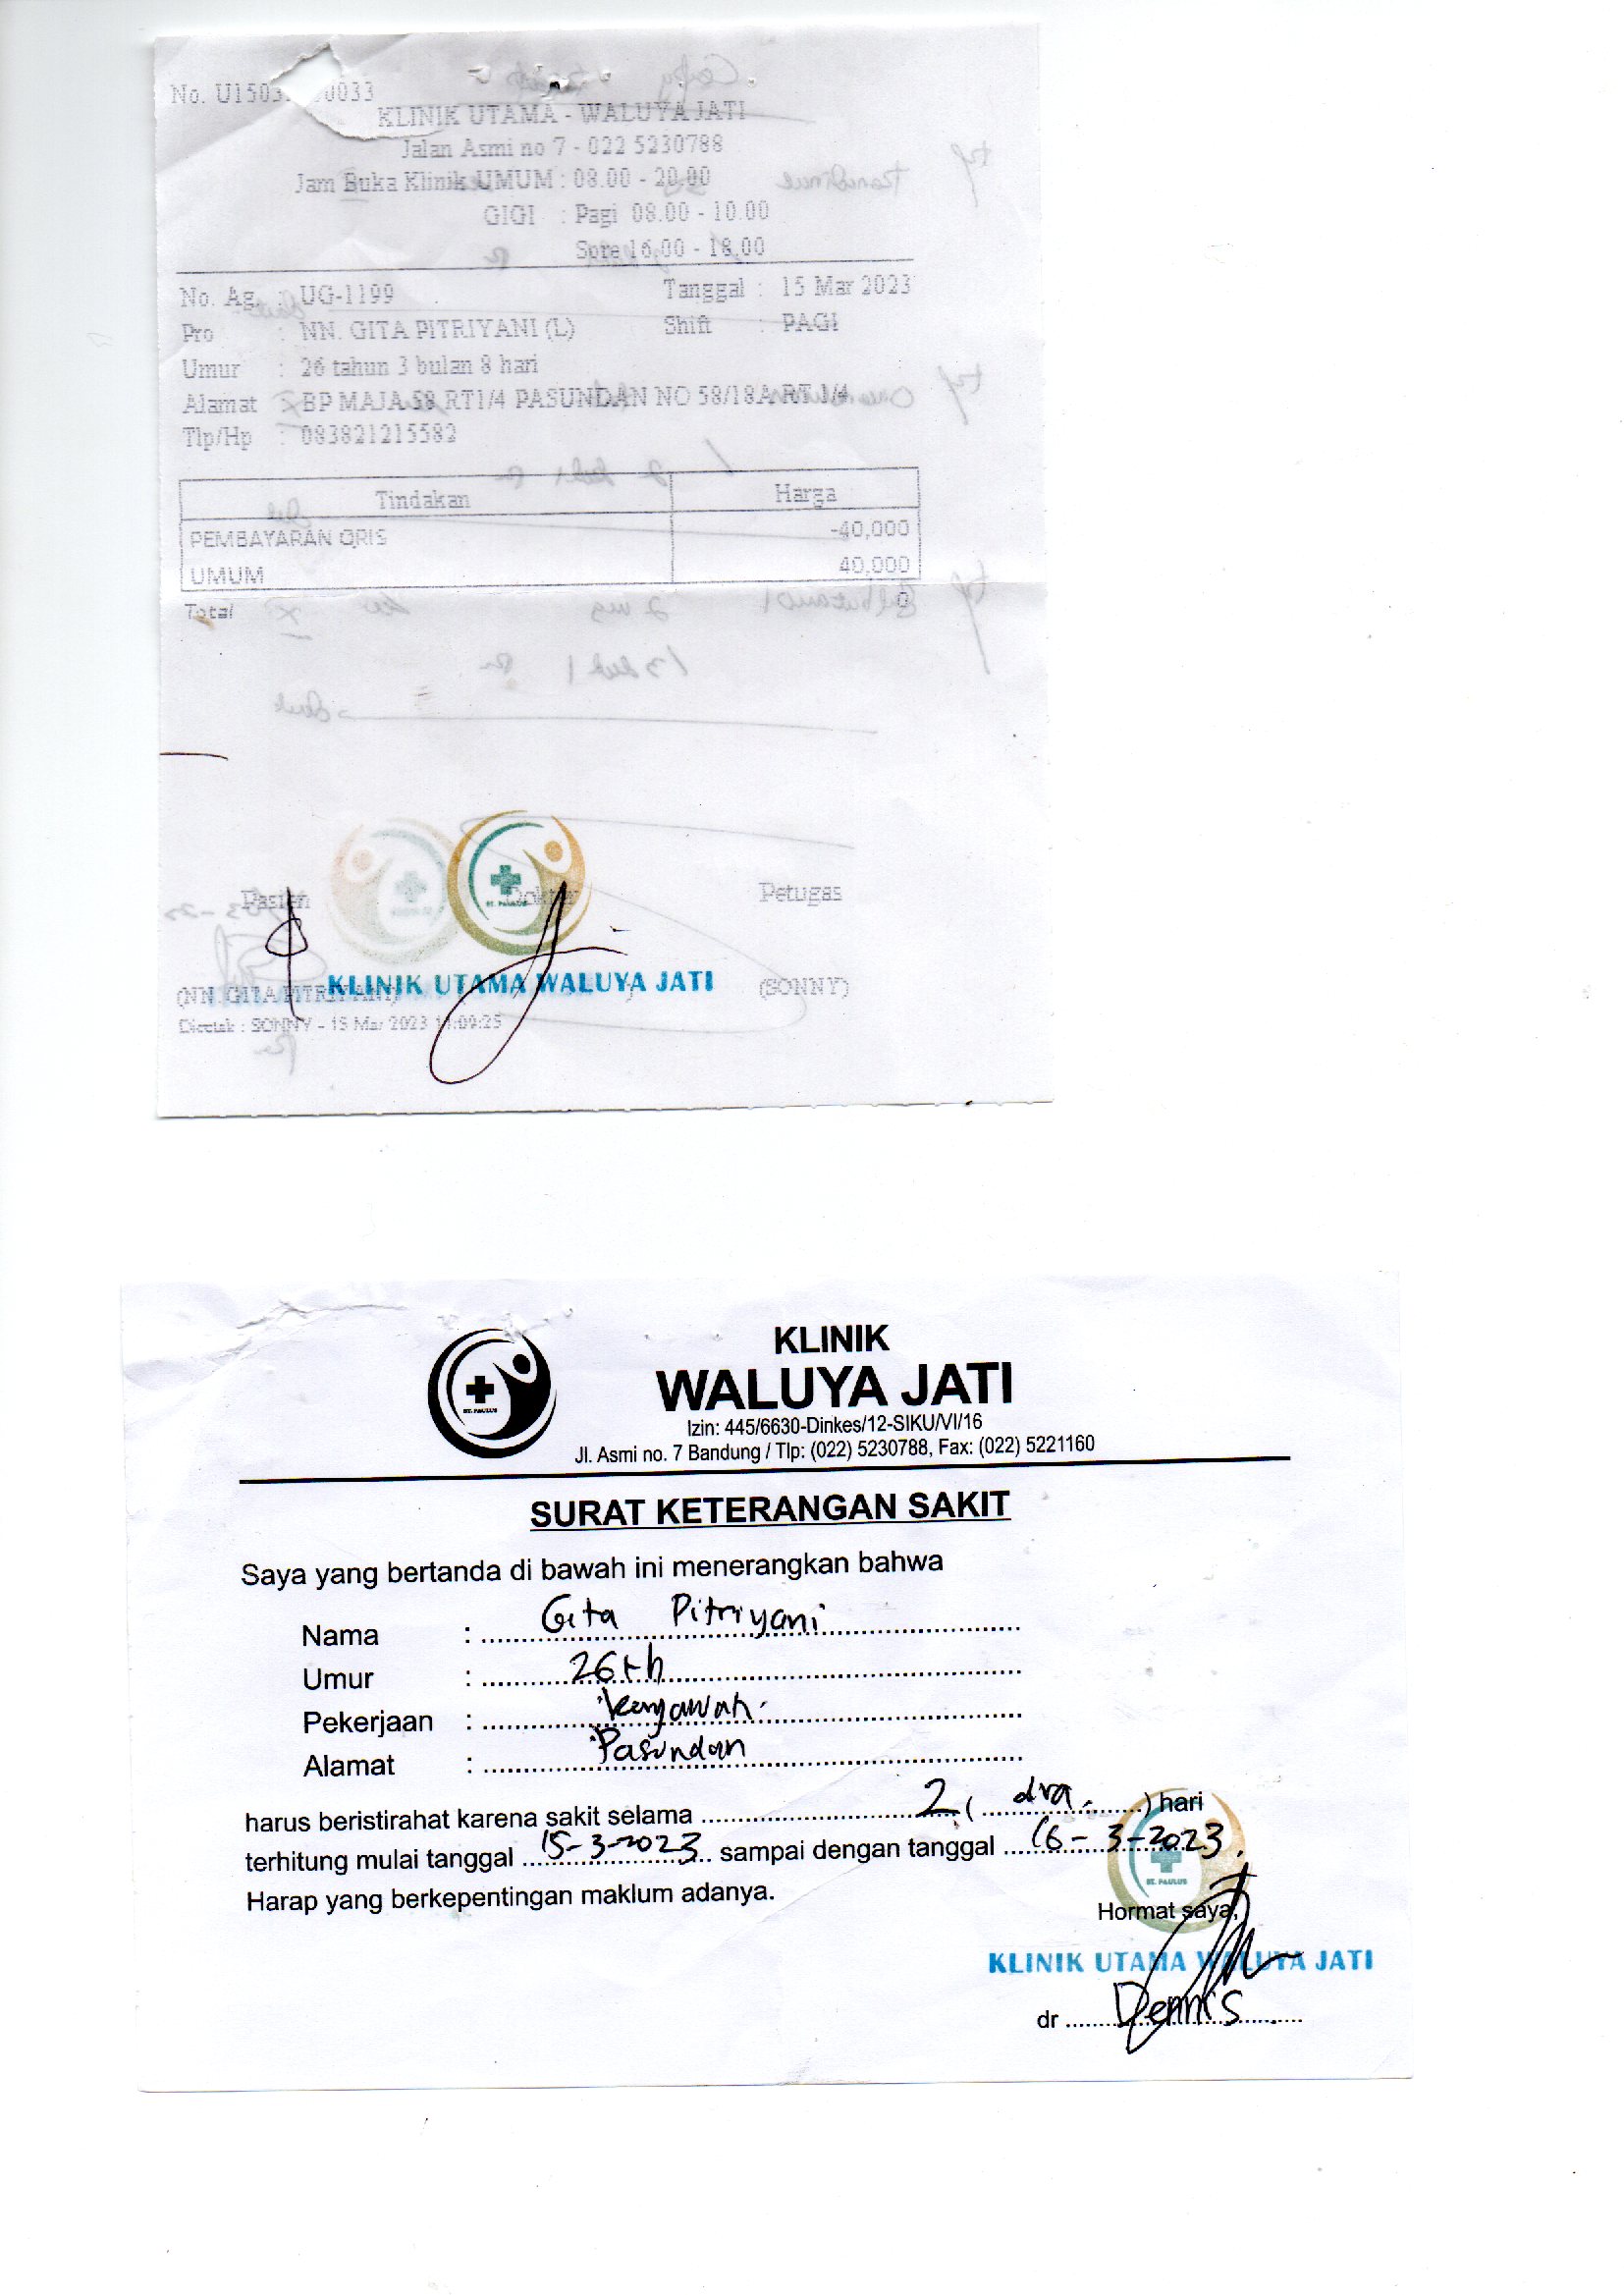 No. U1503 0033
KLINIK UTAMA - WALUYA JATI
Jalan Asmi no 7 - 022 5230788
Jam Buka Klinik UMUM : 08.00 - 20.00
GIGI : Pagi 08.00 - 10.00
Sore 16.00 - 18.00
No. Ag : UG-1199 Tanggal : 15 Mar 2023
Pro : NN. GITA PITRIYANI (L) Shift : PAGI
Umur : 26 tahun 3 bulan 8 hari
Alamat : BP MAJA 58 RT1/4 PASUNDAN NO 58/18A RT 1/4
Tlp/Hp : 083821215582
Tindakan Harga
PEMBAYARAN QRIS -40,000
UMUM 40,000
Total 0
Pasien Dokter Petugas
ST. PAULUS
KLINIK UTAMA WALUYA JATI
(NN. GITA PITRIYANI) (SONNY)
Dicetak : SONNY - 15 Mar 2023 11:09:25
KLINIK
WALUYA JATI
ST. PAULUS
Izin: 445/6630-Dinkes/12-SIKU/VI/16
Jl. Asmi no. 7 Bandung / Tlp: (022) 5230788, Fax: (022) 5221160
SURAT KETERANGAN SAKIT
Saya yang bertanda di bawah ini menerangkan bahwa
Nama : Gita Pitriyani
Umur : 26 th
Pekerjaan : Karyawan
Alamat : Pasundan
harus beristirahat karena sakit selama 2 ( dua ) hari
terhitung mulai tanggal 15-3-2023 sampai dengan tanggal 16-3-2023.
Harap yang berkepentingan maklum adanya.
ST. PAULUS
Hormat saya,
KLINIK UTAMA WALUYA JATI
dr Dennis